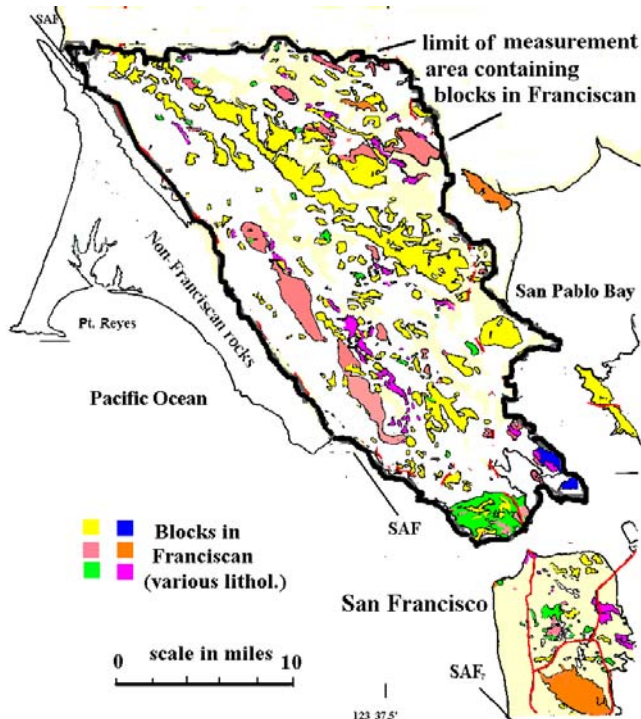 SAF
limit of measurement
area containing
blocks in Franciscan
San Pablo Bay
Non-Franciscan rocks
Pt. Reyes
Pacific Ocean
SAF
Blocks in
Franciscan
(various lithol.)
San Francisco
scale in miles
0 10
SAF?
123 37.5'